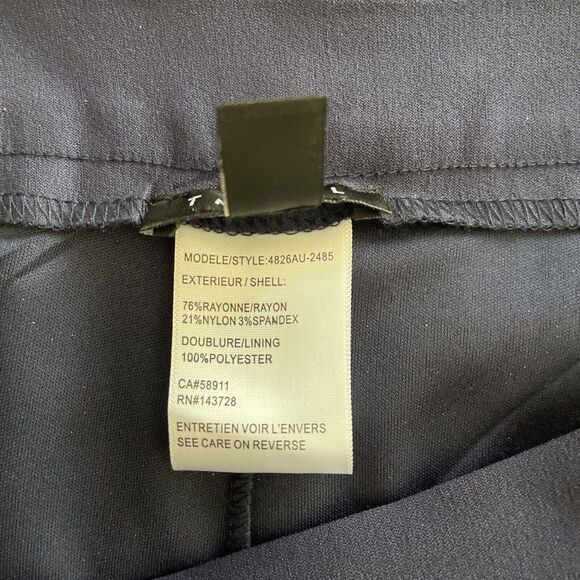 MODELE/STYLE:4826AU-2485
EXTERIEUR / SHELL:
76%RAYONNE/RAYON
21%NYLON 3%SPANDEX
DOUBLURE/LINING
100%POLYESTER
CA#58911
RN#143728
ENTRETIEN VOIR L'ENVERS
SEE CARE ON REVERSE